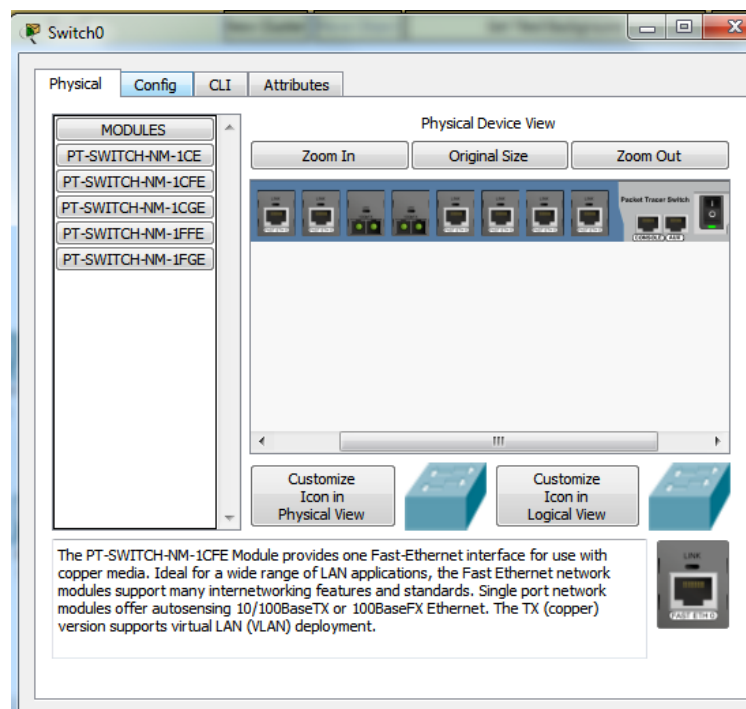 Switch0
Physical Config CLI Attributes
MODULES
PT-SWITCH-NM-1CE
PT-SWITCH-NM-1CFE
PT-SWITCH-NM-1CGE
PT-SWITCH-NM-1FFE
PT-SWITCH-NM-1FGE
Physical Device View
Zoom In Original Size Zoom Out
Packet Tracer Switch
CONSOLE AUX
Customize
Icon in
Physical View
Customize
Icon in
Logical View
The PT-SWITCH-NM-1CFE Module provides one Fast-Ethernet interface for use with
copper media. Ideal for a wide range of LAN applications, the Fast Ethernet network
modules support many internetworking features and standards. Single port network
modules offer autosensing 10/100BaseTX or 100BaseFX Ethernet. The TX (copper)
version supports virtual LAN (VLAN) deployment.
LINK
FAST ETH 0